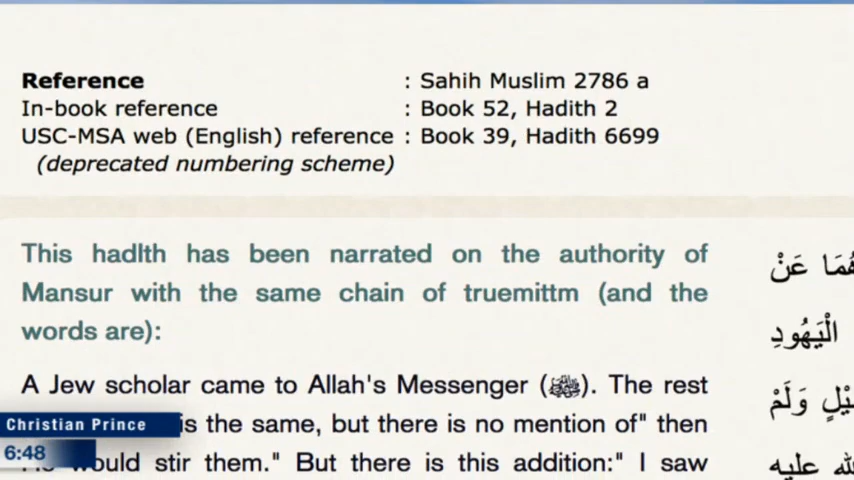 Reference : Sahih Muslim 2786 a
In-book reference : Book 52, Hadith 2
USC-MSA web (English) reference : Book 39, Hadith 6699
(deprecated numbering scheme)
This hadIth has been narrated on the authority of
Mansur with the same chain of truemittm (and the
words are):
A Jew scholar came to Allah's Messenger (ﷺ). The rest
is the same, but there is no mention of" then
would stir them." But there is this addition:" I saw
هُمَا عَنْ
الْيَهُودِ
وَلَمْ
الله عليه
Christian Prince
6:48